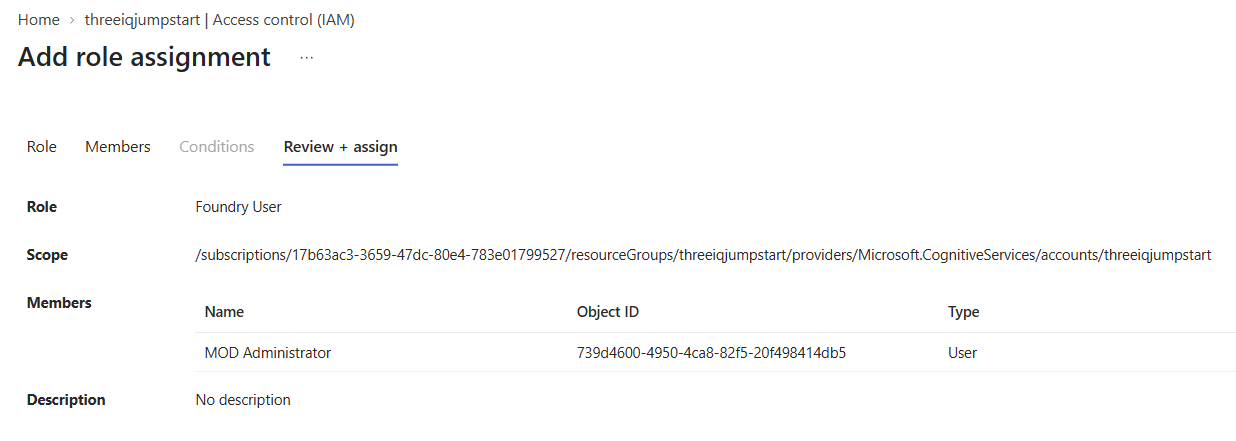 Home > threeiqjumpstart | Access control (IAM)
Add role assignment ...
Role Members Conditions Review + assign
Role Foundry User
Scope /subscriptions/17b63ac3-3659-47dc-80e4-783e01799527/resourceGroups/threeiqjumpstart/providers/Microsoft.CognitiveServices/accounts/threeiqjumpstart
Members
Name Object ID Type
MOD Administrator 739d4600-4950-4ca8-82f5-20f498414db5 User
Description No description